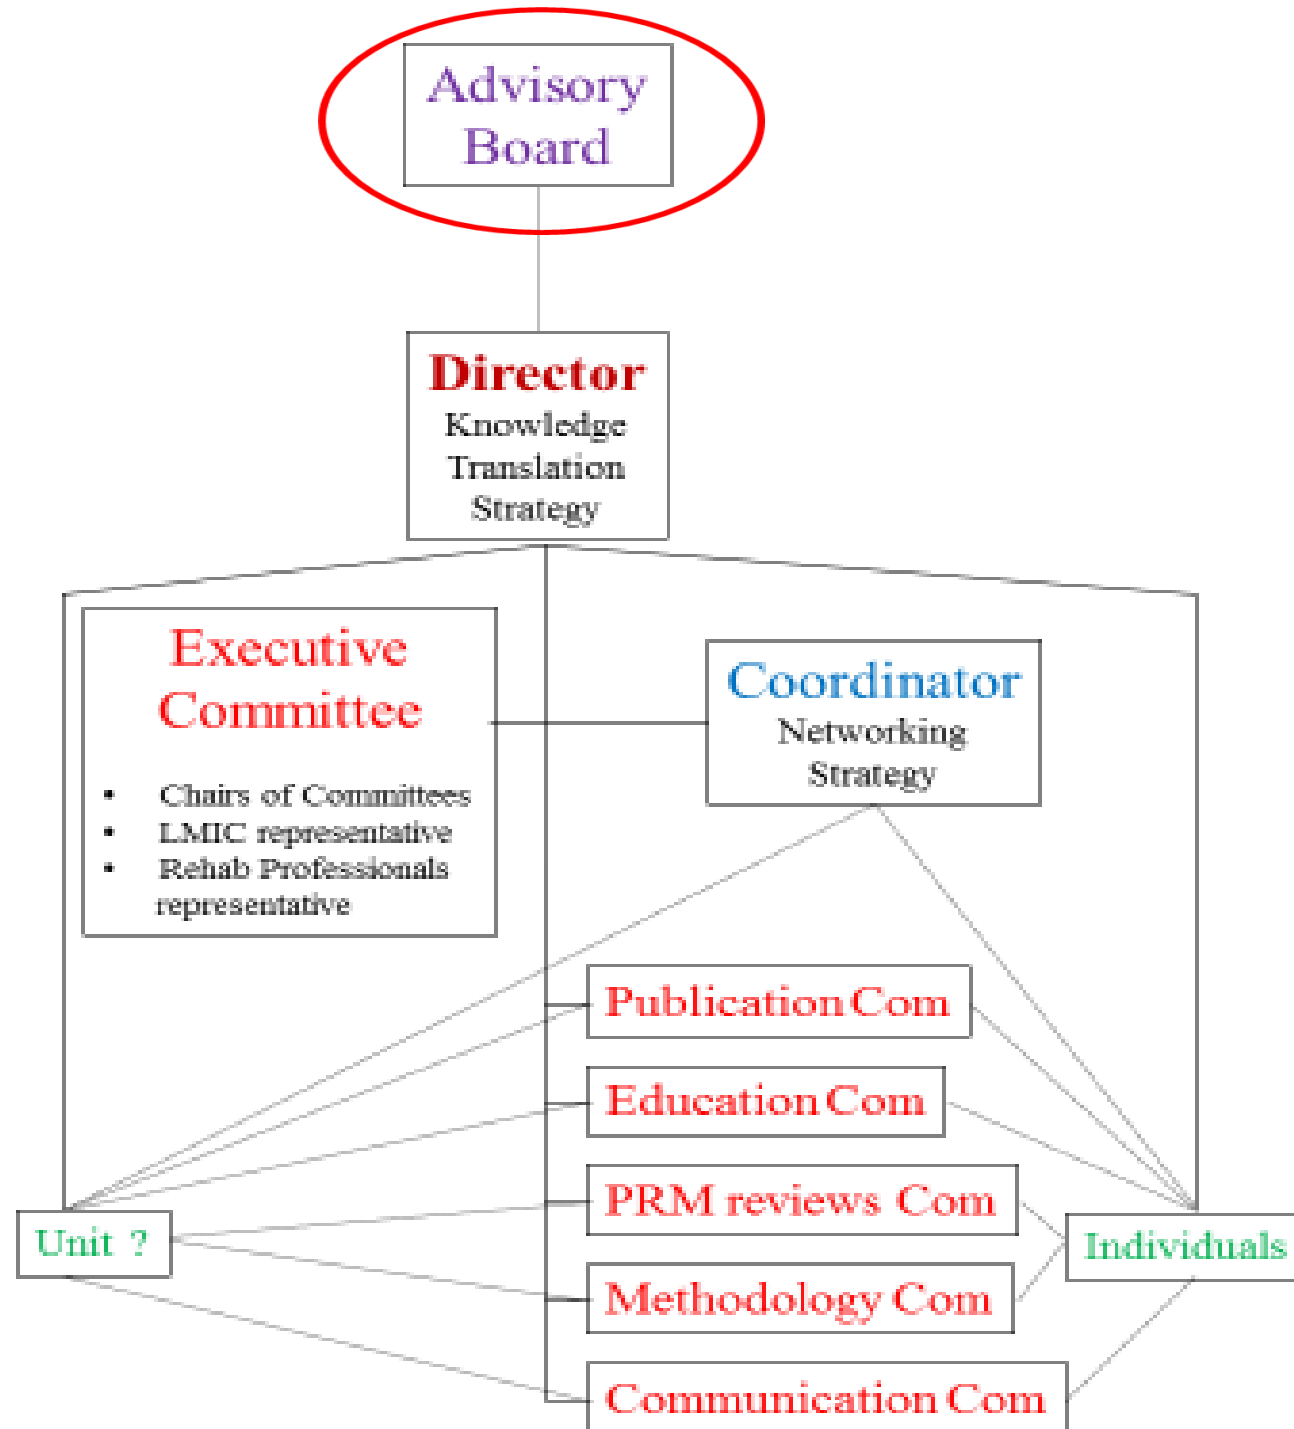 Advisory
Board
Director
Knowledge
Translation
Strategy
Executive
Committee
• Chairs of Committees
• LMIC representative
• Rehab Professionals
representative
Coordinator
Networking
Strategy
Publication Com
Education Com
PRM reviews Com
Methodology Com
Communication Com
Unit ?
Individuals